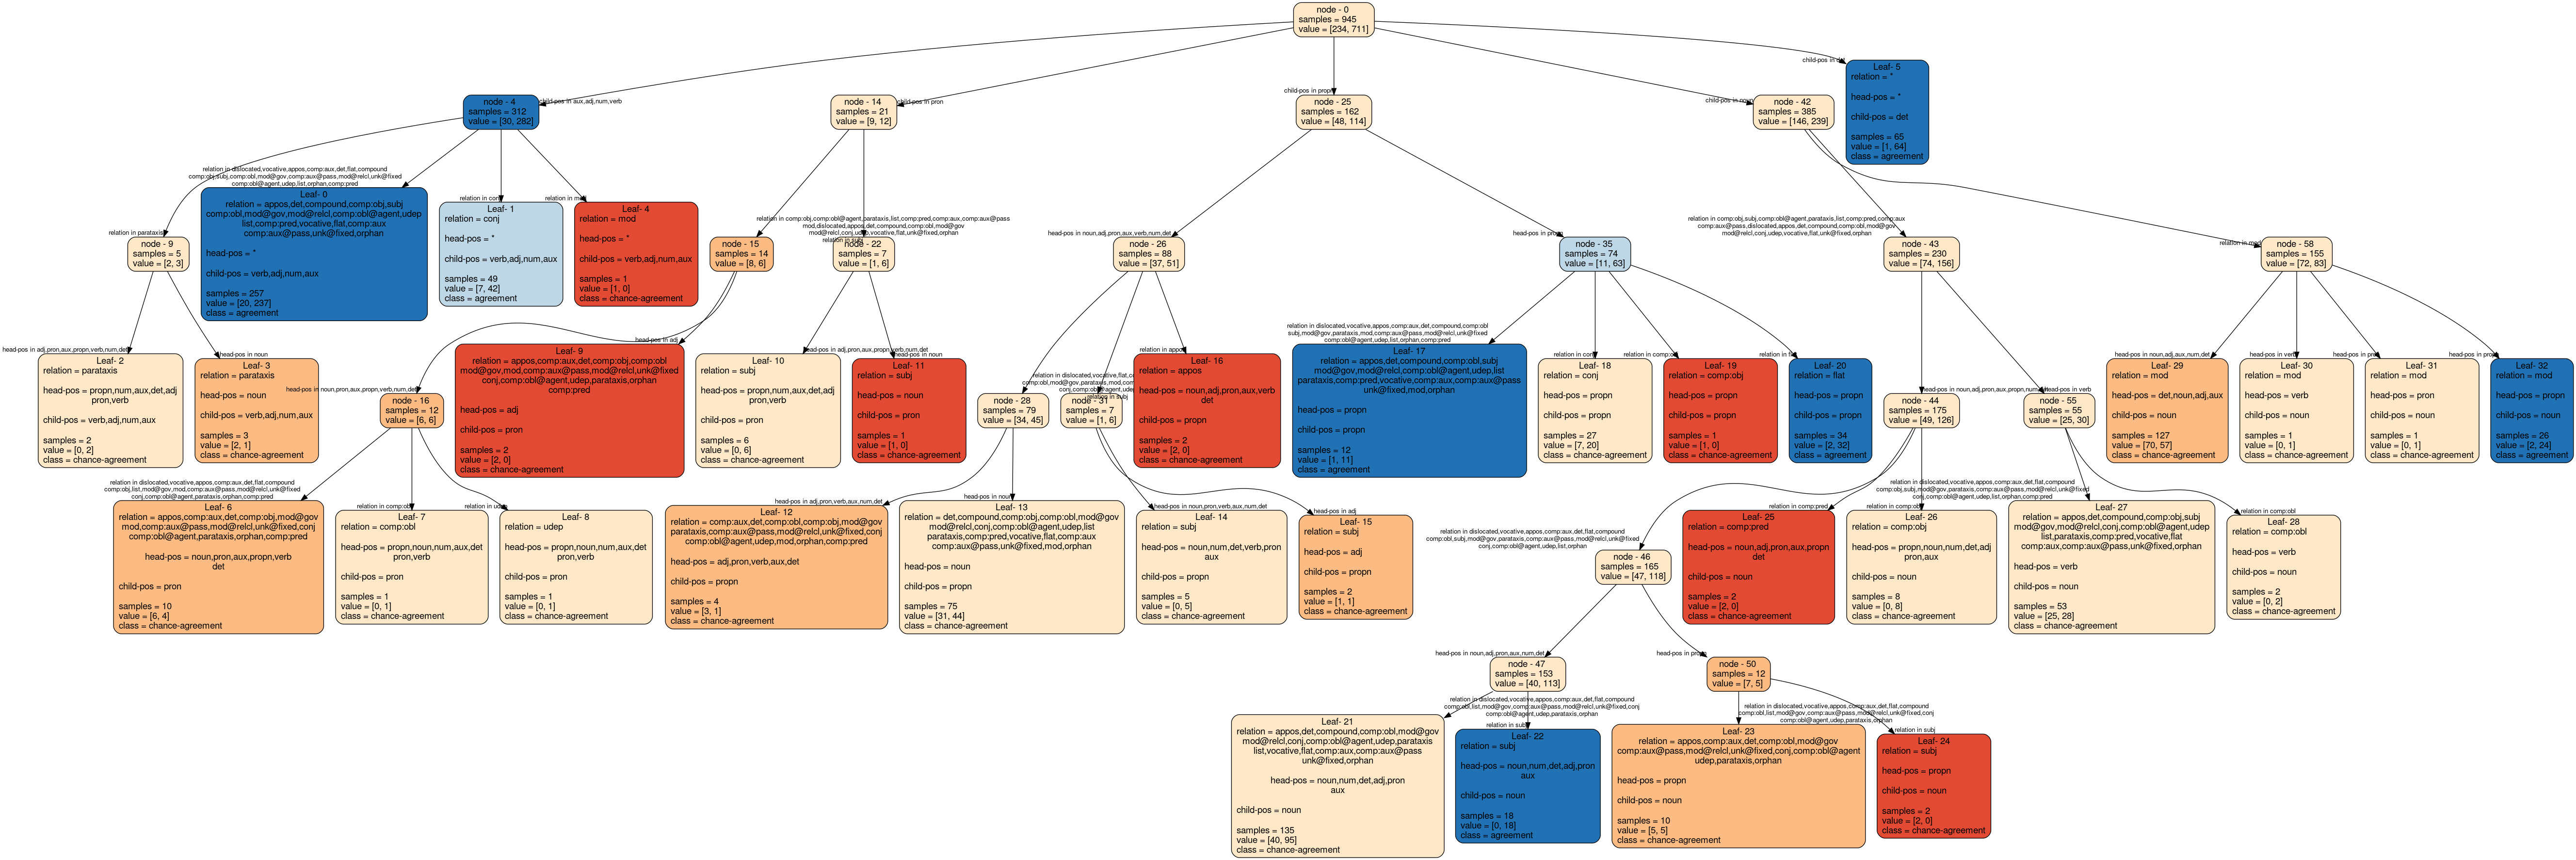 node - 0
samples = 945
value = [234, 711]
child-pos in aux,adj,num,verb
child-pos in pron
child-pos in propn
child-pos in noun
child-pos in det
Leaf- 5
relation = *
head-pos = *
child-pos = det
samples = 65
value = [1, 64]
class = agreement
node - 4
samples = 312
value = [30, 282]
node - 14
samples = 21
value = [9, 12]
node - 25
samples = 162
value = [48, 114]
node - 42
samples = 385
value = [146, 239]
relation in parataxis
relation in dislocated,vocative,appos,comp:aux,det,flat,compound
comp:obj,subj,comp:obl,mod@gov,comp:aux@pass,mod@relcl,unk@fixed
comp:obl@agent,udep,list,orphan,comp:pred
relation in conj
relation in mod
node - 9
samples = 5
value = [2, 3]
Leaf- 0
relation = appos,det,compound,comp:obj,subj
comp:obl,mod@gov,mod@relcl,comp:obl@agent,udep
list,comp:pred,vocative,flat,comp:aux
comp:aux@pass,unk@fixed,orphan
head-pos = *
child-pos = verb,adj,num,aux
samples = 257
value = [20, 237]
class = agreement
Leaf- 1
relation = conj
head-pos = *
child-pos = verb,adj,num,aux
samples = 49
value = [7, 42]
class = agreement
Leaf- 4
relation = mod
head-pos = *
child-pos = verb,adj,num,aux
samples = 1
value = [1, 0]
class = chance-agreement
relation in comp:obj,comp:obl@agent,parataxis,list,comp:pred,comp:aux,comp:aux@pass
mod,dislocated,appos,det,compound,comp:obl,mod@gov
mod@relcl,conj,udep,vocative,flat,unk@fixed,orphan
relation in subj
node - 15
samples = 14
value = [8, 6]
node - 22
samples = 7
value = [1, 6]
head-pos in noun,adj,pron,aux,verb,num,det
head-pos in propn
node - 26
samples = 88
value = [37, 51]
node - 35
samples = 74
value = [11, 63]
relation in comp:obj,subj,comp:obl@agent,parataxis,list,comp:pred,comp:aux
comp:aux@pass,dislocated,appos,det,compound,comp:obl,mod@gov
mod@relcl,conj,udep,vocative,flat,unk@fixed,orphan
relation in mod
node - 43
samples = 230
value = [74, 156]
node - 58
samples = 155
value = [72, 83]
head-pos in adj,pron,aux,propn,verb,num,det
head-pos in noun
Leaf- 2
relation = parataxis
head-pos = propn,num,aux,det,adj
pron,verb
child-pos = verb,adj,num,aux
samples = 2
value = [0, 2]
class = chance-agreement
Leaf- 3
relation = parataxis
head-pos = noun
child-pos = verb,adj,num,aux
samples = 3
value = [2, 1]
class = chance-agreement
head-pos in noun,pron,aux,propn,verb,num,det
head-pos in adj
node - 16
samples = 12
value = [6, 6]
Leaf- 9
relation = appos,comp:aux,det,comp:obj,comp:obl
mod@gov,mod,comp:aux@pass,mod@relcl,unk@fixed
conj,comp:obl@agent,udep,parataxis,orphan
comp:pred
head-pos = adj
child-pos = pron
samples = 2
value = [2, 0]
class = chance-agreement
head-pos in adj,pron,aux,propn,verb,num,det
head-pos in noun
Leaf- 10
relation = subj
head-pos = propn,num,aux,det,adj
pron,verb
child-pos = pron
samples = 6
value = [0, 6]
class = chance-agreement
Leaf- 11
relation = subj
head-pos = noun
child-pos = pron
samples = 1
value = [1, 0]
class = chance-agreement
relation in subj
relation in appos
node - 28
samples = 79
value = [34, 45]
node - 31
samples = 7
value = [1, 6]
Leaf- 16
relation = appos
head-pos = noun,adj,pron,aux,verb
det
child-pos = propn
samples = 2
value = [2, 0]
class = chance-agreement
relation in dislocated,vocative,appos,comp:aux,det,compound,comp:obl
subj,mod@gov,parataxis,mod,comp:aux@pass,mod@relcl,unk@fixed
comp:obl@agent,udep,list,orphan,comp:pred
relation in conj
relation in comp:obj
relation in flat
Leaf- 17
relation = appos,det,compound,comp:obl,subj
mod@gov,mod@relcl,comp:obl@agent,udep,list
parataxis,comp:pred,vocative,comp:aux,comp:aux@pass
unk@fixed,mod,orphan
head-pos = propn
child-pos = propn
samples = 12
value = [1, 11]
class = agreement
Leaf- 18
relation = conj
head-pos = propn
child-pos = propn
samples = 27
value = [7, 20]
class = chance-agreement
Leaf- 19
relation = comp:obj
head-pos = propn
child-pos = propn
samples = 1
value = [1, 0]
class = chance-agreement
Leaf- 20
relation = flat
head-pos = propn
child-pos = propn
samples = 34
value = [2, 32]
class = agreement
head-pos in noun,adj,pron,aux,propn,num,det
head-pos in verb
node - 44
samples = 175
value = [49, 126]
node - 55
samples = 55
value = [25, 30]
head-pos in noun,adj,aux,num,det
head-pos in verb
head-pos in pron
head-pos in propn
Leaf- 29
relation = mod
head-pos = det,noun,adj,aux
child-pos = noun
samples = 127
value = [70, 57]
class = chance-agreement
Leaf- 30
relation = mod
head-pos = verb
child-pos = noun
samples = 1
value = [0, 1]
class = chance-agreement
Leaf- 31
relation = mod
head-pos = pron
child-pos = noun
samples = 1
value = [0, 1]
class = chance-agreement
Leaf- 32
relation = mod
head-pos = propn
child-pos = noun
samples = 26
value = [2, 24]
class = agreement
relation in dislocated,vocative,appos,comp:aux,det,flat,compound
comp:obj,list,mod@gov,mod,comp:aux@pass,mod@relcl,unk@fixed
conj,comp:obl@agent,parataxis,orphan,comp:pred
relation in comp:obl
relation in udep
Leaf- 6
relation = appos,comp:aux,det,comp:obj,mod@gov
mod,comp:aux@pass,mod@relcl,unk@fixed,conj
comp:obl@agent,parataxis,orphan,comp:pred
head-pos = noun,pron,aux,propn,verb
det
child-pos = pron
samples = 10
value = [6, 4]
class = chance-agreement
Leaf- 7
relation = comp:obl
head-pos = propn,noun,num,aux,det
pron,verb
child-pos = pron
samples = 1
value = [0, 1]
class = chance-agreement
Leaf- 8
relation = udep
head-pos = propn,noun,num,aux,det
pron,verb
child-pos = pron
samples = 1
value = [0, 1]
class = chance-agreement
head-pos in adj,pron,verb,aux,num,det
head-pos in noun
Leaf- 12
relation = comp:aux,det,comp:obl,comp:obj,mod@gov
parataxis,comp:aux@pass,mod@relcl,unk@fixed,conj
comp:obl@agent,udep,mod,orphan,comp:pred
head-pos = adj,pron,verb,aux,det
child-pos = propn
samples = 4
value = [3, 1]
class = chance-agreement
Leaf- 13
relation = det,compound,comp:obj,comp:obl,mod@gov
mod@relcl,conj,comp:obl@agent,udep,list
parataxis,comp:pred,vocative,flat,comp:aux
comp:aux@pass,unk@fixed,mod,orphan
head-pos = noun
child-pos = propn
samples = 75
value = [31, 44]
class = chance-agreement
head-pos in noun,pron,verb,aux,num,det
head-pos in adj
Leaf- 14
relation = subj
head-pos = noun,num,det,verb,pron
aux
child-pos = propn
samples = 5
value = [0, 5]
class = chance-agreement
Leaf- 15
relation = subj
head-pos = adj
child-pos = propn
samples = 2
value = [1, 1]
class = chance-agreement
relation in dislocated,vocative,appos,comp:aux,det,flat,compound
comp:obl,subj,mod@gov,parataxis,comp:aux@pass,mod@relcl,unk@fixed
conj,comp:obl@agent,udep,list,orphan
relation in comp:pred
relation in comp:obj
node - 46
samples = 165
value = [47, 118]
Leaf- 25
relation = comp:pred
head-pos = noun,adj,pron,aux,propn
det
child-pos = noun
samples = 2
value = [2, 0]
class = chance-agreement
Leaf- 26
relation = comp:obj
head-pos = propn,noun,num,det,adj
pron,aux
child-pos = noun
samples = 8
value = [0, 8]
class = chance-agreement
relation in dislocated,vocative,appos,comp:aux,det,flat,compound
comp:obj,subj,mod@gov,parataxis,comp:aux@pass,mod@relcl,unk@fixed
conj,comp:obl@agent,udep,list,orphan,comp:pred
relation in comp:obl
Leaf- 27
relation = appos,det,compound,comp:obj,subj
mod@gov,mod@relcl,conj,comp:obl@agent,udep
list,parataxis,comp:pred,vocative,flat
comp:aux,comp:aux@pass,unk@fixed,orphan
head-pos = verb
child-pos = noun
samples = 53
value = [25, 28]
class = chance-agreement
Leaf- 28
relation = comp:obl
head-pos = verb
child-pos = noun
samples = 2
value = [0, 2]
class = chance-agreement
head-pos in noun,adj,pron,aux,num,det
head-pos in propn
node - 47
samples = 153
value = [40, 113]
node - 50
samples = 12
value = [7, 5]
relation in dislocated,vocative,appos,comp:aux,det,flat,compound
comp:obl,list,mod@gov,comp:aux@pass,mod@relcl,unk@fixed,conj
comp:obl@agent,udep,parataxis,orphan
relation in subj
Leaf- 21
relation = appos,det,compound,comp:obl,mod@gov
mod@relcl,conj,comp:obl@agent,udep,parataxis
list,vocative,flat,comp:aux,comp:aux@pass
unk@fixed,orphan
head-pos = noun,num,det,adj,pron
aux
child-pos = noun
samples = 135
value = [40, 95]
class = chance-agreement
Leaf- 22
relation = subj
head-pos = noun,num,det,adj,pron
aux
child-pos = noun
samples = 18
value = [0, 18]
class = agreement
relation in dislocated,vocative,appos,comp:aux,det,flat,compound
comp:obl,list,mod@gov,comp:aux@pass,mod@relcl,unk@fixed,conj
comp:obl@agent,udep,parataxis,orphan
relation in subj
Leaf- 23
relation = appos,comp:aux,det,comp:obl,mod@gov
comp:aux@pass,mod@relcl,unk@fixed,conj,comp:obl@agent
udep,parataxis,orphan
head-pos = propn
child-pos = noun
samples = 10
value = [5, 5]
class = chance-agreement
Leaf- 24
relation = subj
head-pos = propn
child-pos = noun
samples = 2
value = [2, 0]
class = chance-agreement